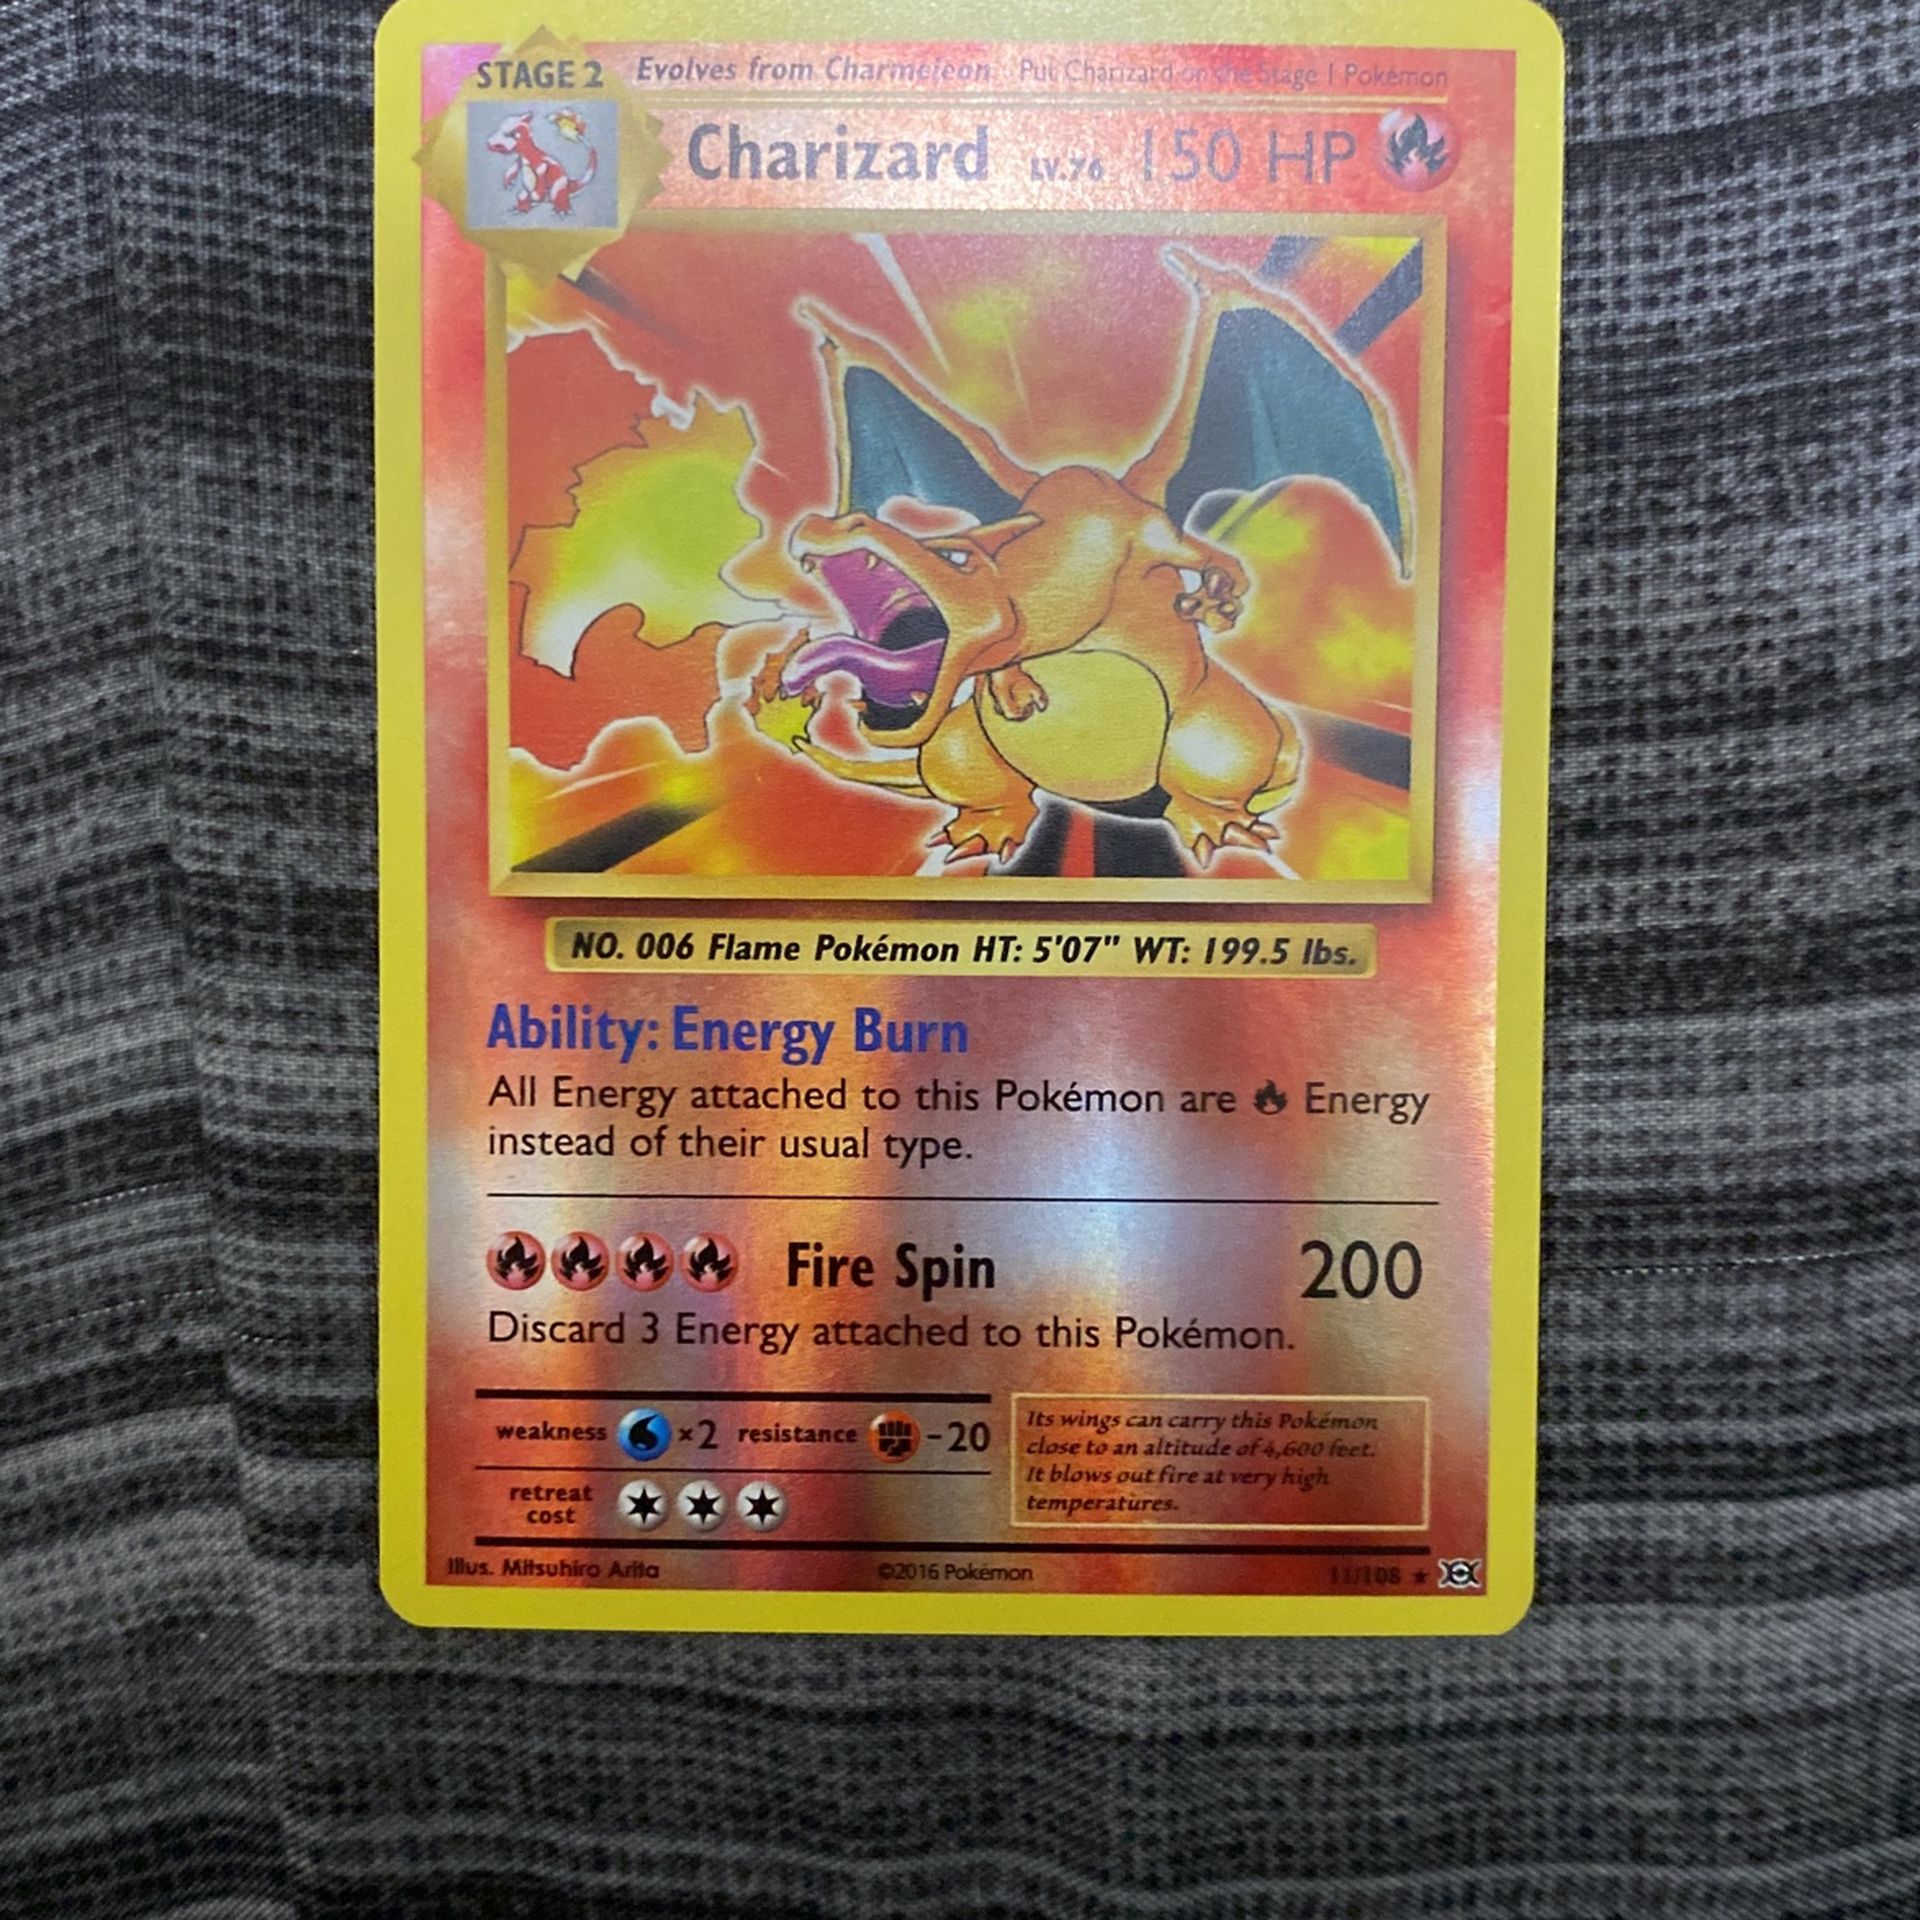 STAGE 2 Evolves from Charmeleon Put Charizard on the Stage 1 Pokémon
Charizard LV.76 150 HP
NO. 006 Flame Pokémon HT: 5'07" WT: 199.5 lbs.
Ability: Energy Burn
All Energy attached to this Pokémon are Energy
instead of their usual type.
Fire Spin 200
Discard 3 Energy attached to this Pokémon.
weakness ×2 resistance -20
retreat
cost
Its wings can carry this Pokémon
close to an altitude of 4,600 feet.
It blows out fire at very high
temperatures.
Illus. Mitsuhiro Arita ©2016 Pokémon 11/108